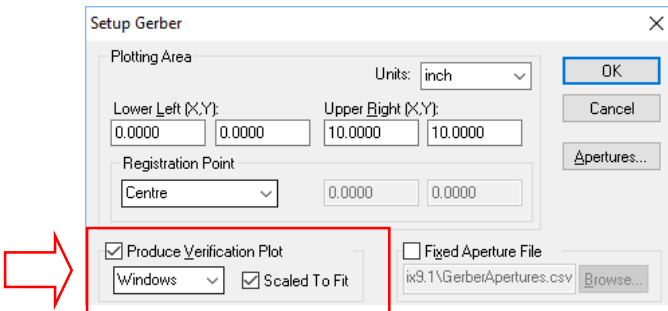 Setup Gerber
Plotting Area
Units: inch
OK
Lower Left (X,Y): Upper Right (X,Y):
Cancel
0.0000 0.0000 10.0000 10.0000
Registration Point
Apertures...
Centre 0.0000 0.0000
Produce Verification Plot Fixed Aperture File
Windows Scaled To Fit ix9.1\GerberApertures.csv Browse...